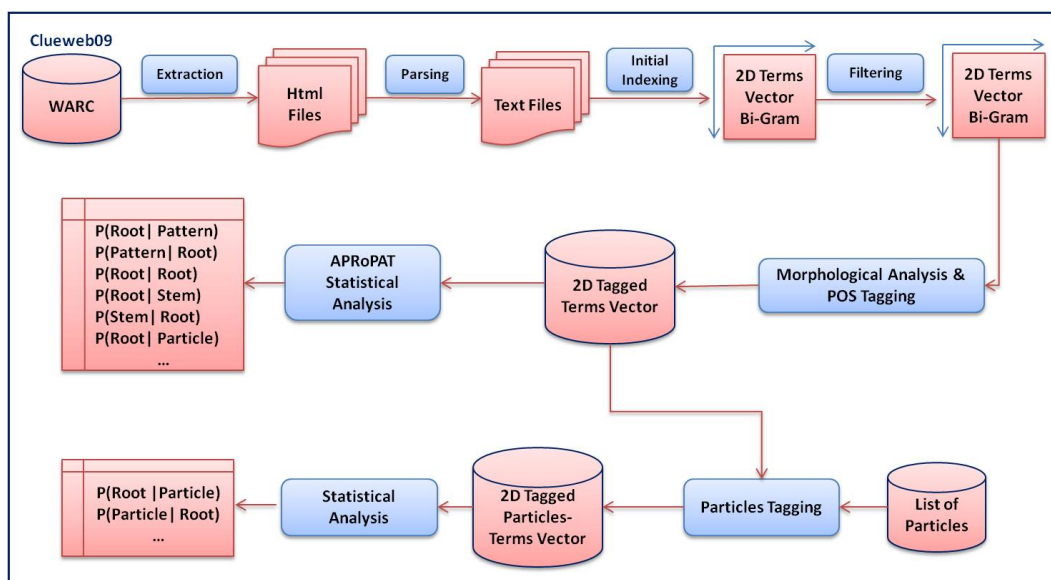 Clueweb09
WARC
Extraction
Html
Files
Parsing
Text Files
Initial
Indexing
2D Terms
Vector
Bi-Gram
Filtering
2D Terms
Vector
Bi-Gram
P(Root| Pattern)
P(Pattern| Root)
P(Root| Root)
P(Root| Stem)
P(Stem| Root)
P(Root| Particle)
...
APRoPAT
Statistical
Analysis
2D Tagged
Terms Vector
Morphological Analysis &
POS Tagging
P(Root |Particle)
P(Particle| Root)
...
Statistical
Analysis
2D Tagged
Particles-
Terms Vector
Particles Tagging
List of
Particles